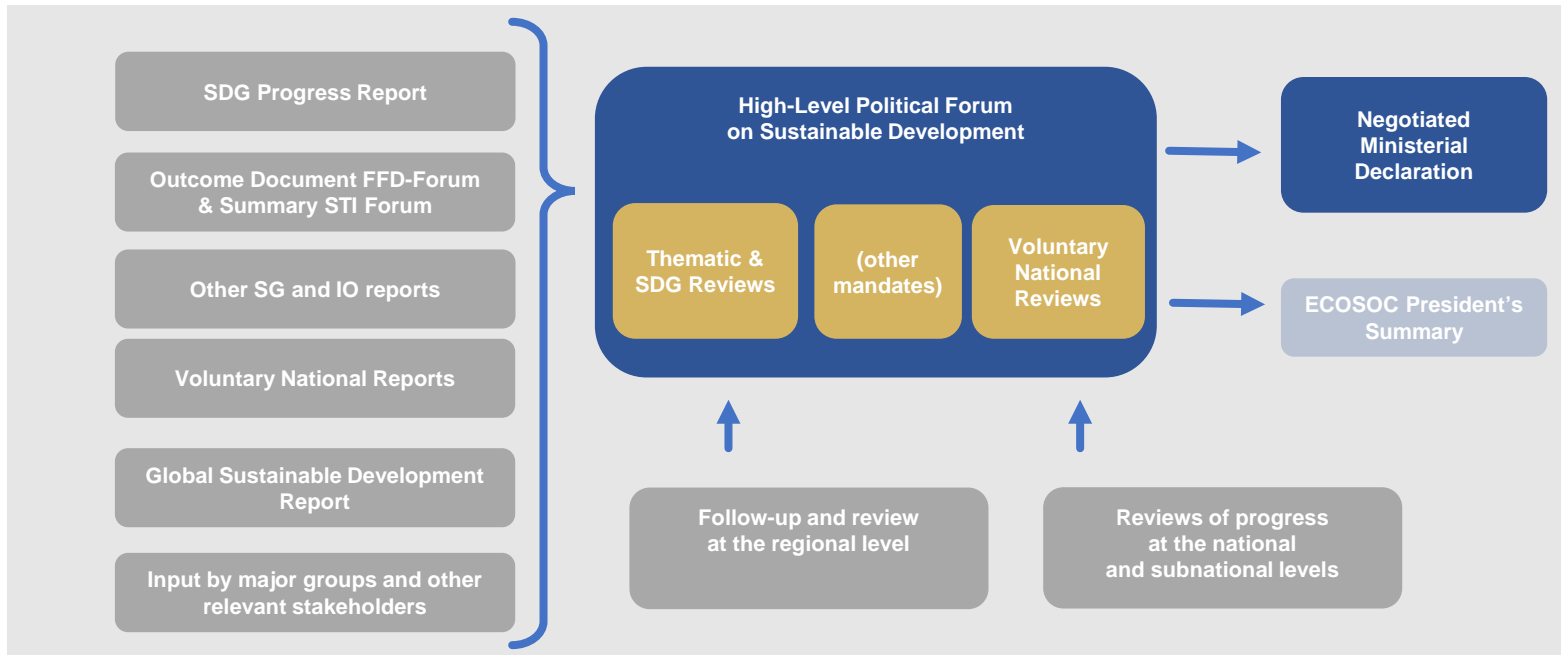 SDG Progress Report
Outcome Document FFD-Forum
& Summary STI Forum
Other SG and IO reports
Voluntary National Reports
Global Sustainable Development
Report
Input by major groups and other
relevant stakeholders
High-Level Political Forum
on Sustainable Development
Thematic &
SDG Reviews
(other
mandates)
Voluntary
National
Reviews
Follow-up and review
at the regional level
Reviews of progress
at the national
and subnational levels
Negotiated
Ministerial
Declaration
ECOSOC President’s
Summary